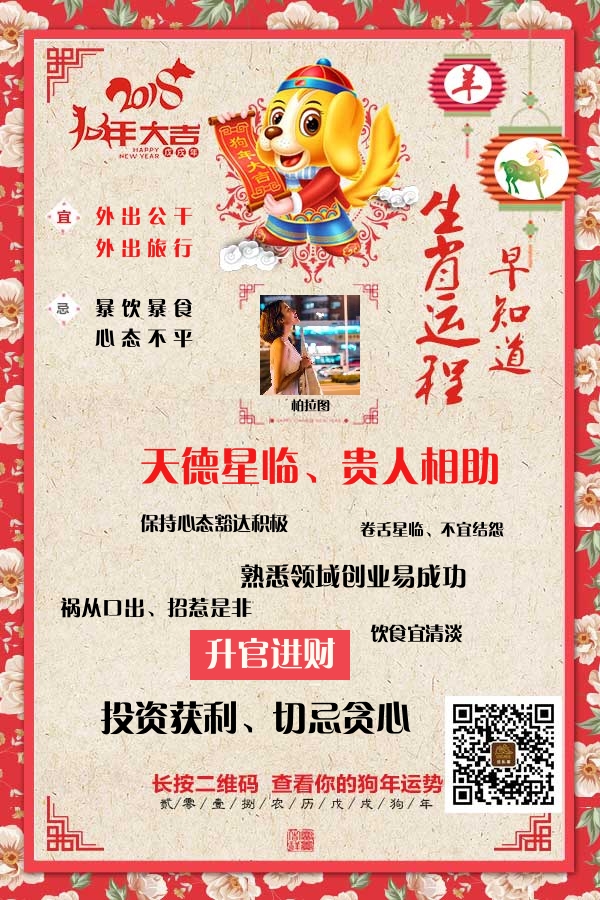 2018
狗年大吉
HAPPY
NEW YEAR
戊戌年
狗年大吉
羊
宜
外出公干
外出旅行
忌
暴饮暴食
心态不平
生肖运程
早知道
帕拉图
HAPPY CHINESE NEW YEAR
天德星临、贵人相助
保持心态豁达积极
卷舌星临、不宜结怨
熟悉领域创业易成功
祸从口出、招惹是非
饮食宜清淡
升官进财
投资获利、切忌贪心
长按二维码 查看你的狗年运势
贰/零/壹/捌/农/历/戊/戌/狗/年